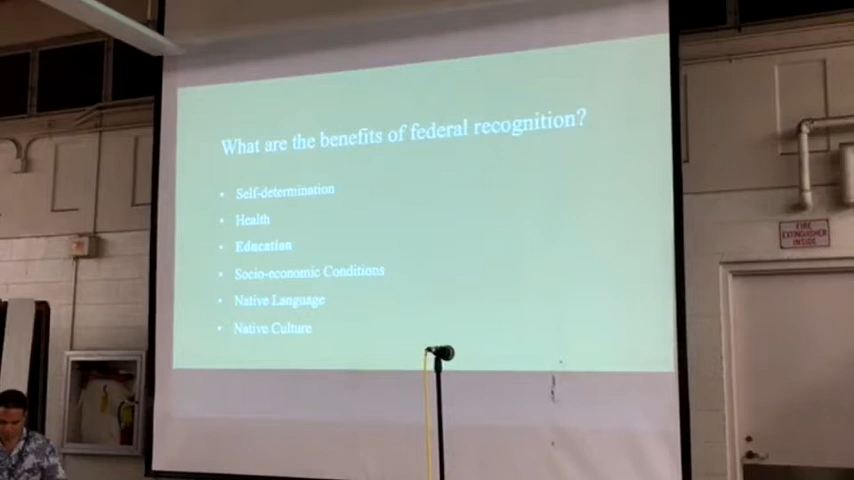 What are the benefits of federal recognition?
• Self-determination
• Health
• Education
• Socio-economic Conditions
• Native Language
• Native Culture
FIRE
EXTINGUISHER
INSIDE